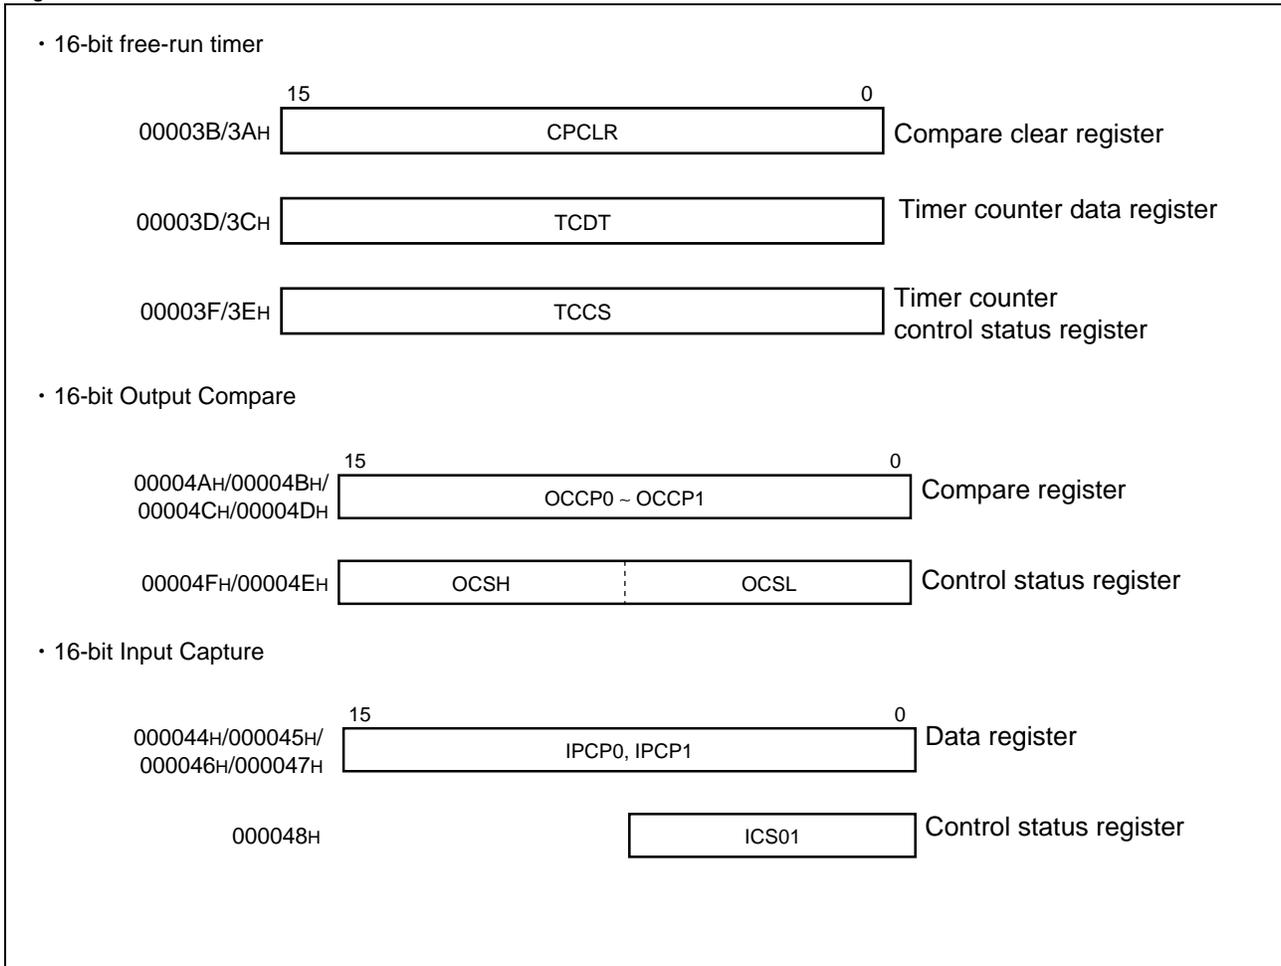 ・16-bit free-run timer
15 0
00003B/3AH CPCLR Compare clear register
00003D/3CH TCDT Timer counter data register
00003F/3EH TCCS Timer counter
control status register
・16-bit Output Compare
15 0
00004AH/00004BH/
00004CH/00004DH OCCP0 ~ OCCP1 Compare register
00004FH/00004EH OCSH OCSL Control status register
・16-bit Input Capture
15 0
000044H/000045H/
000046H/000047H IPCP0, IPCP1 Data register
000048H ICS01 Control status register